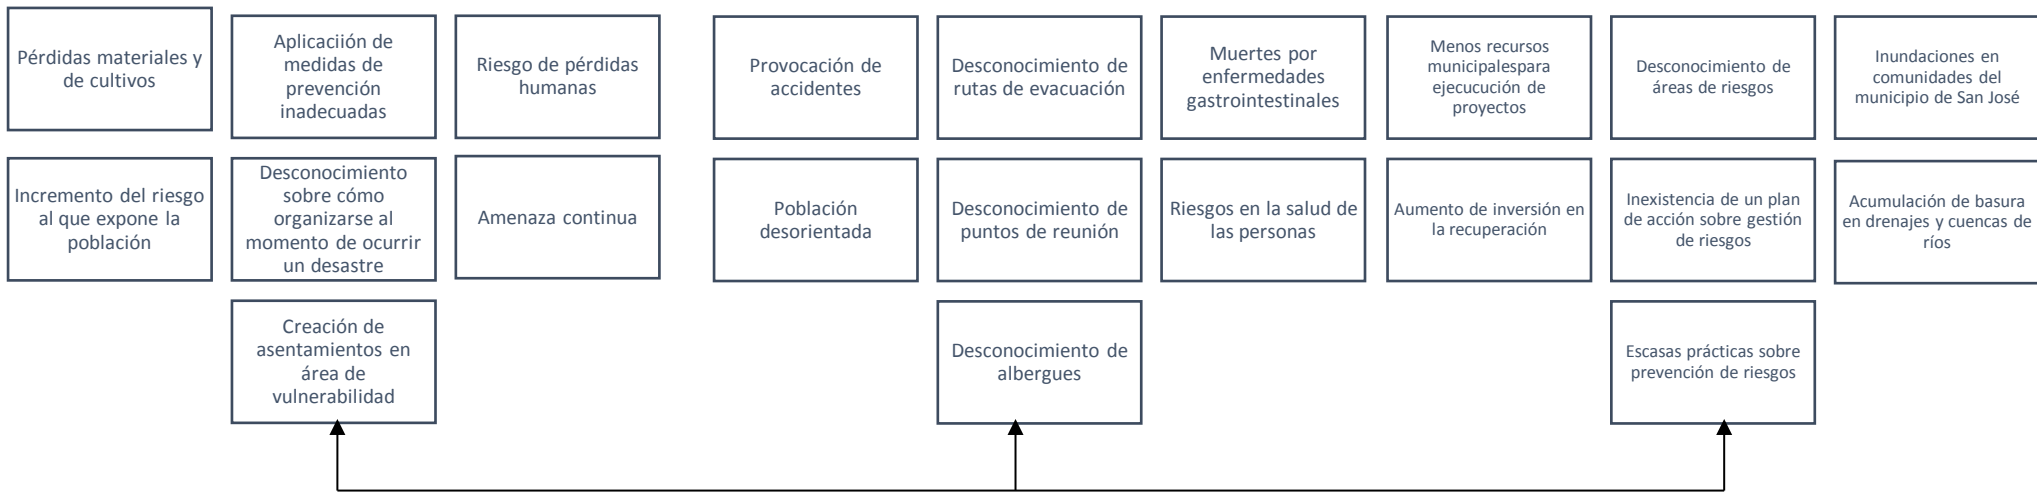 Pérdidas materiales y
de cultivos
Aplicaciión de
medidas de
prevención
inadecuadas
Riesgo de pérdidas
humanas
Provocación de
accidentes
Desconocimiento de
rutas de evacuación
Muertes por
enfermedades
gastrointestinales
Menos recursos
municipalespara
ejecucución de
proyectos
Desconocimiento de
áreas de riesgos
Inundaciones en
comunidades del
municipio de San José
Incremento del riesgo
al que expone la
población
Desconocimiento
sobre cómo
organizarse al
momento de ocurrir
un desastre
Amenaza continua
Población
desorientada
Desconocimiento de
puntos de reunión
Riesgos en la salud de
las personas
Aumento de inversión en
la recuperación
Inexistencia de un plan
de acción sobre gestión
de riesgos
Acumulación de basura
en drenajes y cuencas de
ríos
Creación de
asentamientos en
área de
vulnerabilidad
Desconocimiento de
albergues
Escasas prácticas sobre
prevención de riesgos